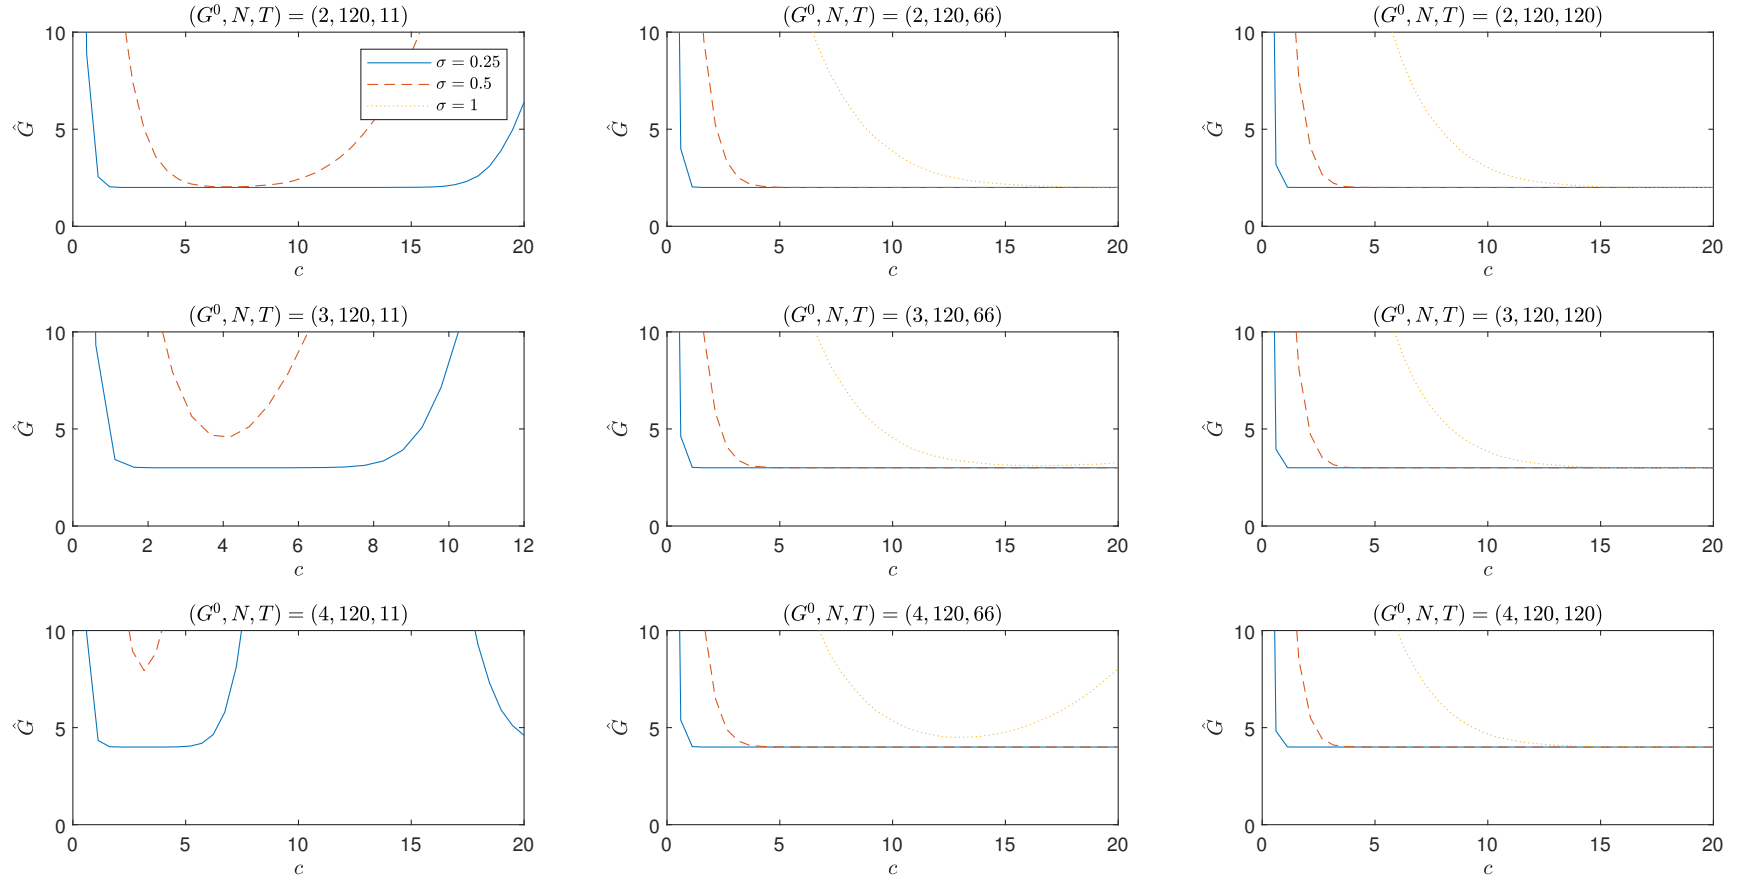 (G⁰, N, T) = (2, 120, 11)
10
5
0
Ĝ
0 5 10 15 20
c
σ = 0.25
σ = 0.5
σ = 1
(G⁰, N, T) = (2, 120, 66)
10
5
0
Ĝ
0 5 10 15 20
c
(G⁰, N, T) = (2, 120, 120)
10
5
0
Ĝ
0 5 10 15 20
c
(G⁰, N, T) = (3, 120, 11)
10
5
0
Ĝ
0 2 4 6 8 10 12
c
(G⁰, N, T) = (3, 120, 66)
10
5
0
Ĝ
0 5 10 15 20
c
(G⁰, N, T) = (3, 120, 120)
10
5
0
Ĝ
0 5 10 15 20
c
(G⁰, N, T) = (4, 120, 11)
10
5
0
Ĝ
0 5 10 15 20
c
(G⁰, N, T) = (4, 120, 66)
10
5
0
Ĝ
0 5 10 15 20
c
(G⁰, N, T) = (4, 120, 120)
10
5
0
Ĝ
0 5 10 15 20
c